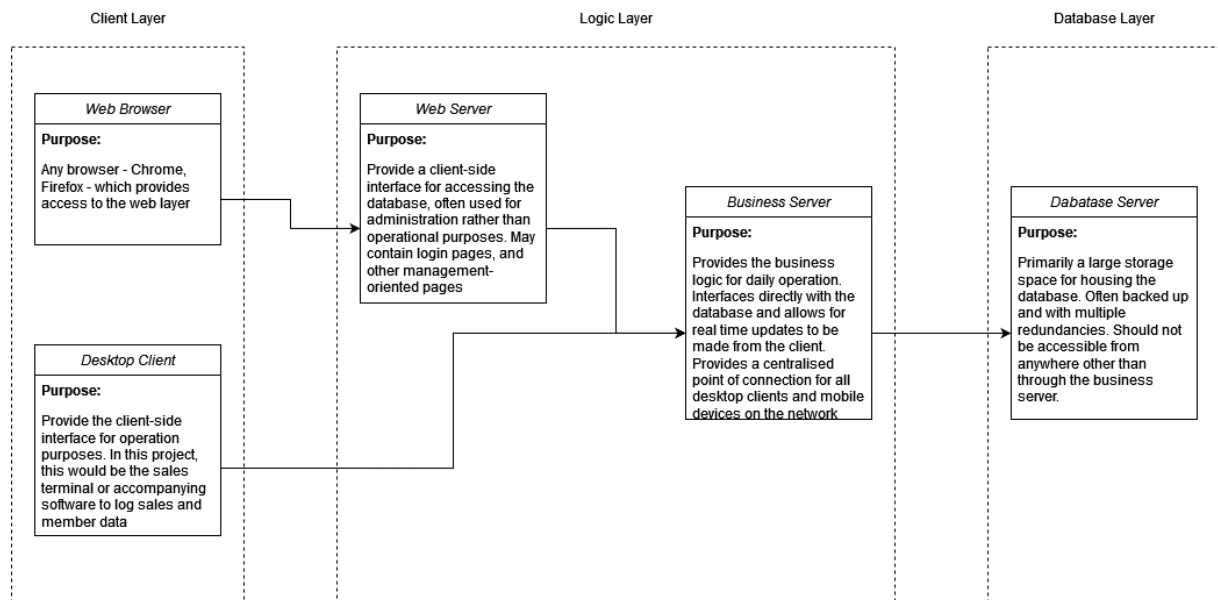 Client Layer
Logic Layer
Database Layer
Web Browser
Purpose:
Any browser - Chrome,
Firefox - which provides
access to the web layer
Desktop Client
Purpose:
Provide the client-side
interface for operation
purposes. In this project,
this would be the sales
terminal or accompanying
software to log sales and
member data
Web Server
Purpose:
Provide a client-side
interface for accessing the
database, often used for
administration rather than
operational purposes. May
contain login pages, and
other management-
oriented pages
Business Server
Purpose:
Provides the business
logic for daily operation.
Interfaces directly with the
database and allows for
real time updates to be
made from the client.
Provides a centralised
point of connection for all
desktop clients and mobile
devices on the network
Dabatase Server
Purpose:
Primarily a large storage
space for housing the
database. Often backed up
and with multiple
redundancies. Should not
be accessible from
anywhere other than
through the business
server.